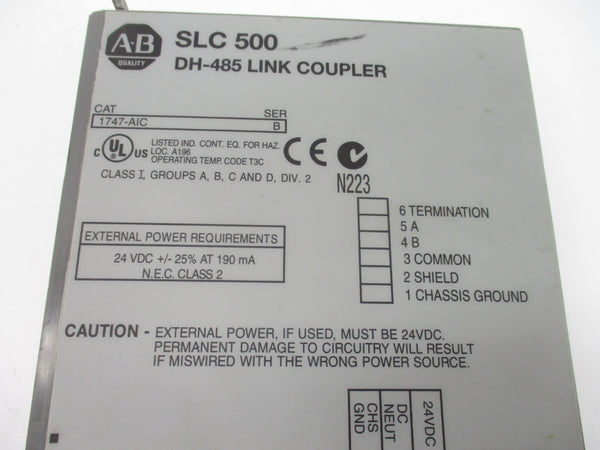 A-B
QUALITY
SLC 500
DH-485 LINK COUPLER
CAT SER
1747-AIC B
C UL US
LISTED IND. CONT. EQ. FOR HAZ.
LOC. A196
OPERATING TEMP. CODE T3C
CE
N223
CLASS I, GROUPS A, B, C AND D, DIV. 2
EXTERNAL POWER REQUIREMENTS
24 VDC +/- 25% AT 190 mA
N.E.C. CLASS 2
6 TERMINATION
5 A
4 B
3 COMMON
2 SHIELD
1 CHASSIS GROUND
CAUTION - EXTERNAL POWER, IF USED, MUST BE 24VDC.
PERMANENT DAMAGE TO CIRCUITRY WILL RESULT
IF MISWIRED WITH THE WRONG POWER SOURCE.
24VDC
DC
NEUT
CHS
GND